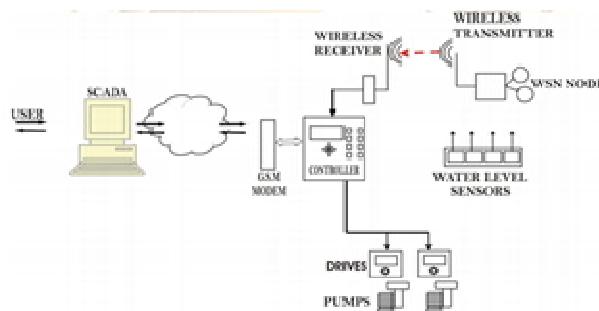 WIRELESS
TRANSMITTER
WIRELESS
RECEIVER
WSN NODE
SCADA
USER
GSM
MODEM
CONTROLLER
WATER LEVEL
SENSORS
DRIVES
PUMPS